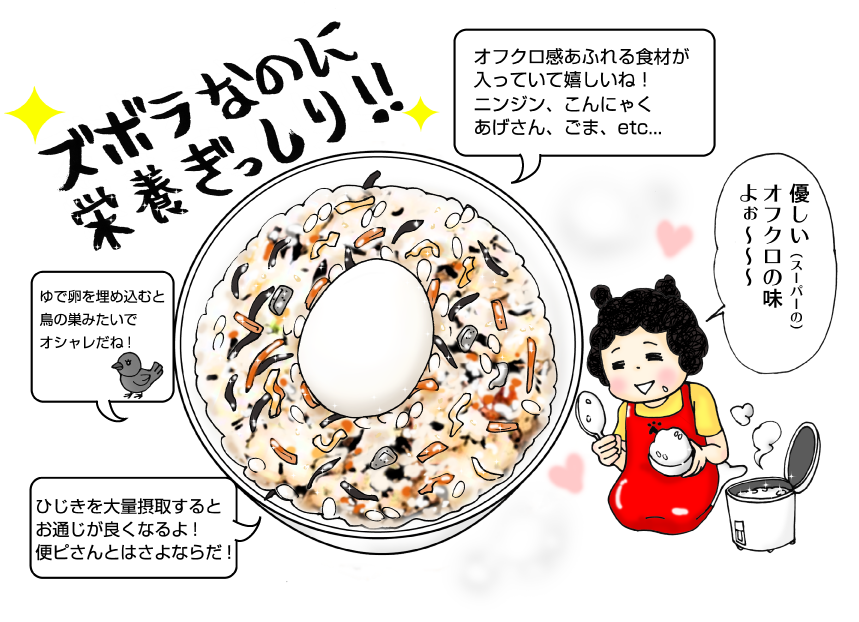 ズボラなのに
栄養ぎっしり!!
オフクロ感あふれる食材が
入っていて嬉しいね！
ニンジン、こんにゃく
あげさん、ごま、etc...
優しい(スーパーの)
オフクロの味
よぉ〜〜〜
ゆで卵を埋め込むと
鳥の巣みたいで
オシャレだね！
ひじきを大量摂取すると
お通じが良くなるよ！
便ピさんとはさよならだ！